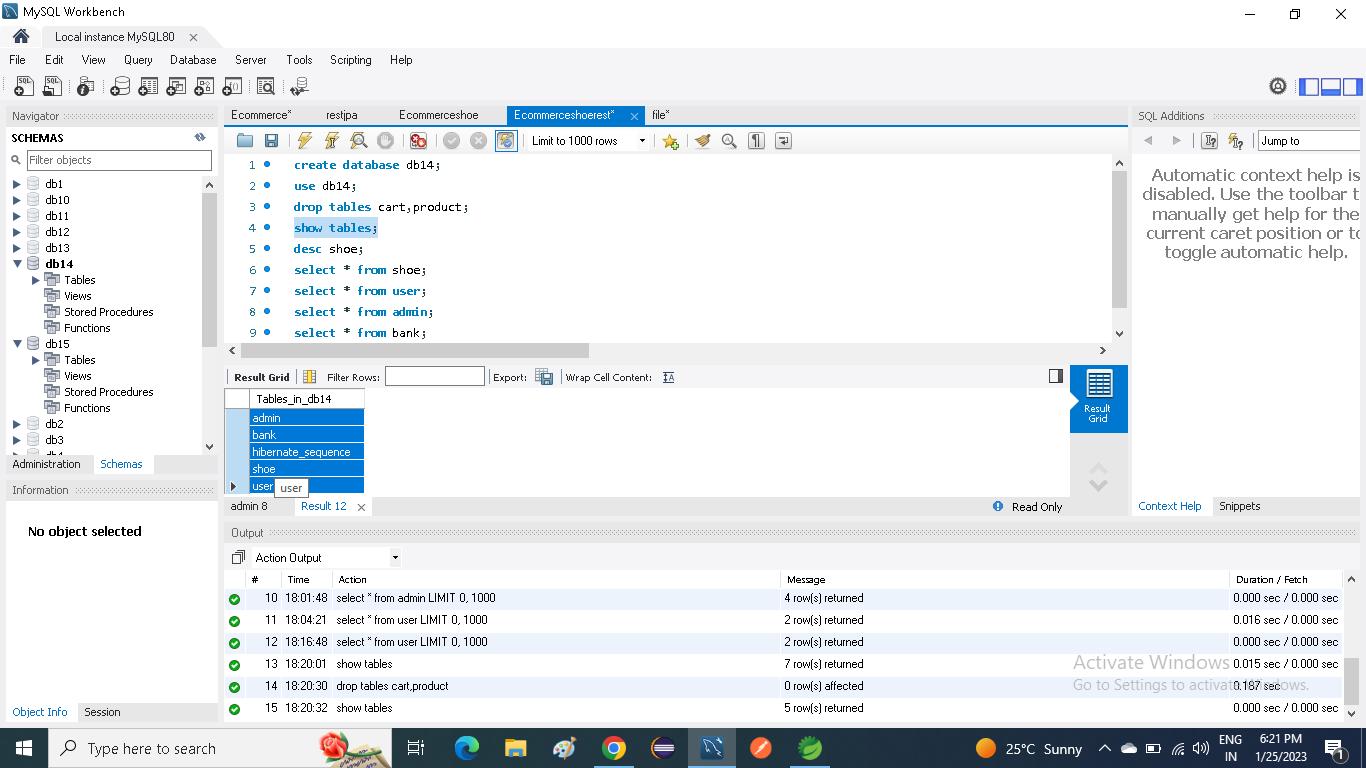 MySQL Workbench
Local instance MySQL80
File Edit View Query Database Server Tools Scripting Help
Navigator
SCHEMAS
Filter objects
db1
db10
db11
db12
db13
db14
Tables
Views
Stored Procedures
Functions
db15
Tables
Views
Stored Procedures
Functions
db2
db3
Administration Schemas
Information
No object selected
Object Info Session
Ecommerce* restjpa Ecommerceshoe Ecommerceshoerest* file*
Limit to 1000 rows
1 create database db14;
2 use db14;
3 drop tables cart,product;
4 show tables;
5 desc shoe;
6 select * from shoe;
7 select * from user;
8 select * from admin;
9 select * from bank;
Result Grid Filter Rows: Export: Wrap Cell Content:
Tables_in_db14
admin
bank
hibernate_sequence
shoe
user
user
Result
Grid
admin 8 Result 12 Read Only
SQL Additions
Jump to
Automatic context help is
disabled. Use the toolbar t
manually get help for the
current caret position or to
toggle automatic help.
Context Help Snippets
Output
Action Output
# Time Action Message Duration / Fetch
10 18:01:48 select * from admin LIMIT 0, 1000 4 row(s) returned 0.000 sec / 0.000 sec
11 18:04:21 select * from user LIMIT 0, 1000 2 row(s) returned 0.016 sec / 0.000 sec
12 18:16:48 select * from user LIMIT 0, 1000 2 row(s) returned 0.000 sec / 0.000 sec
13 18:20:01 show tables 7 row(s) returned 0.015 sec / 0.000 sec
14 18:20:30 drop tables cart,product 0 row(s) affected 0.187 sec
15 18:20:32 show tables 5 row(s) returned 0.000 sec / 0.000 sec
Activate Windows
Go to Settings to activate Windows.
Type here to search
25°C Sunny
ENG
IN
6:21 PM
1/25/2023
1